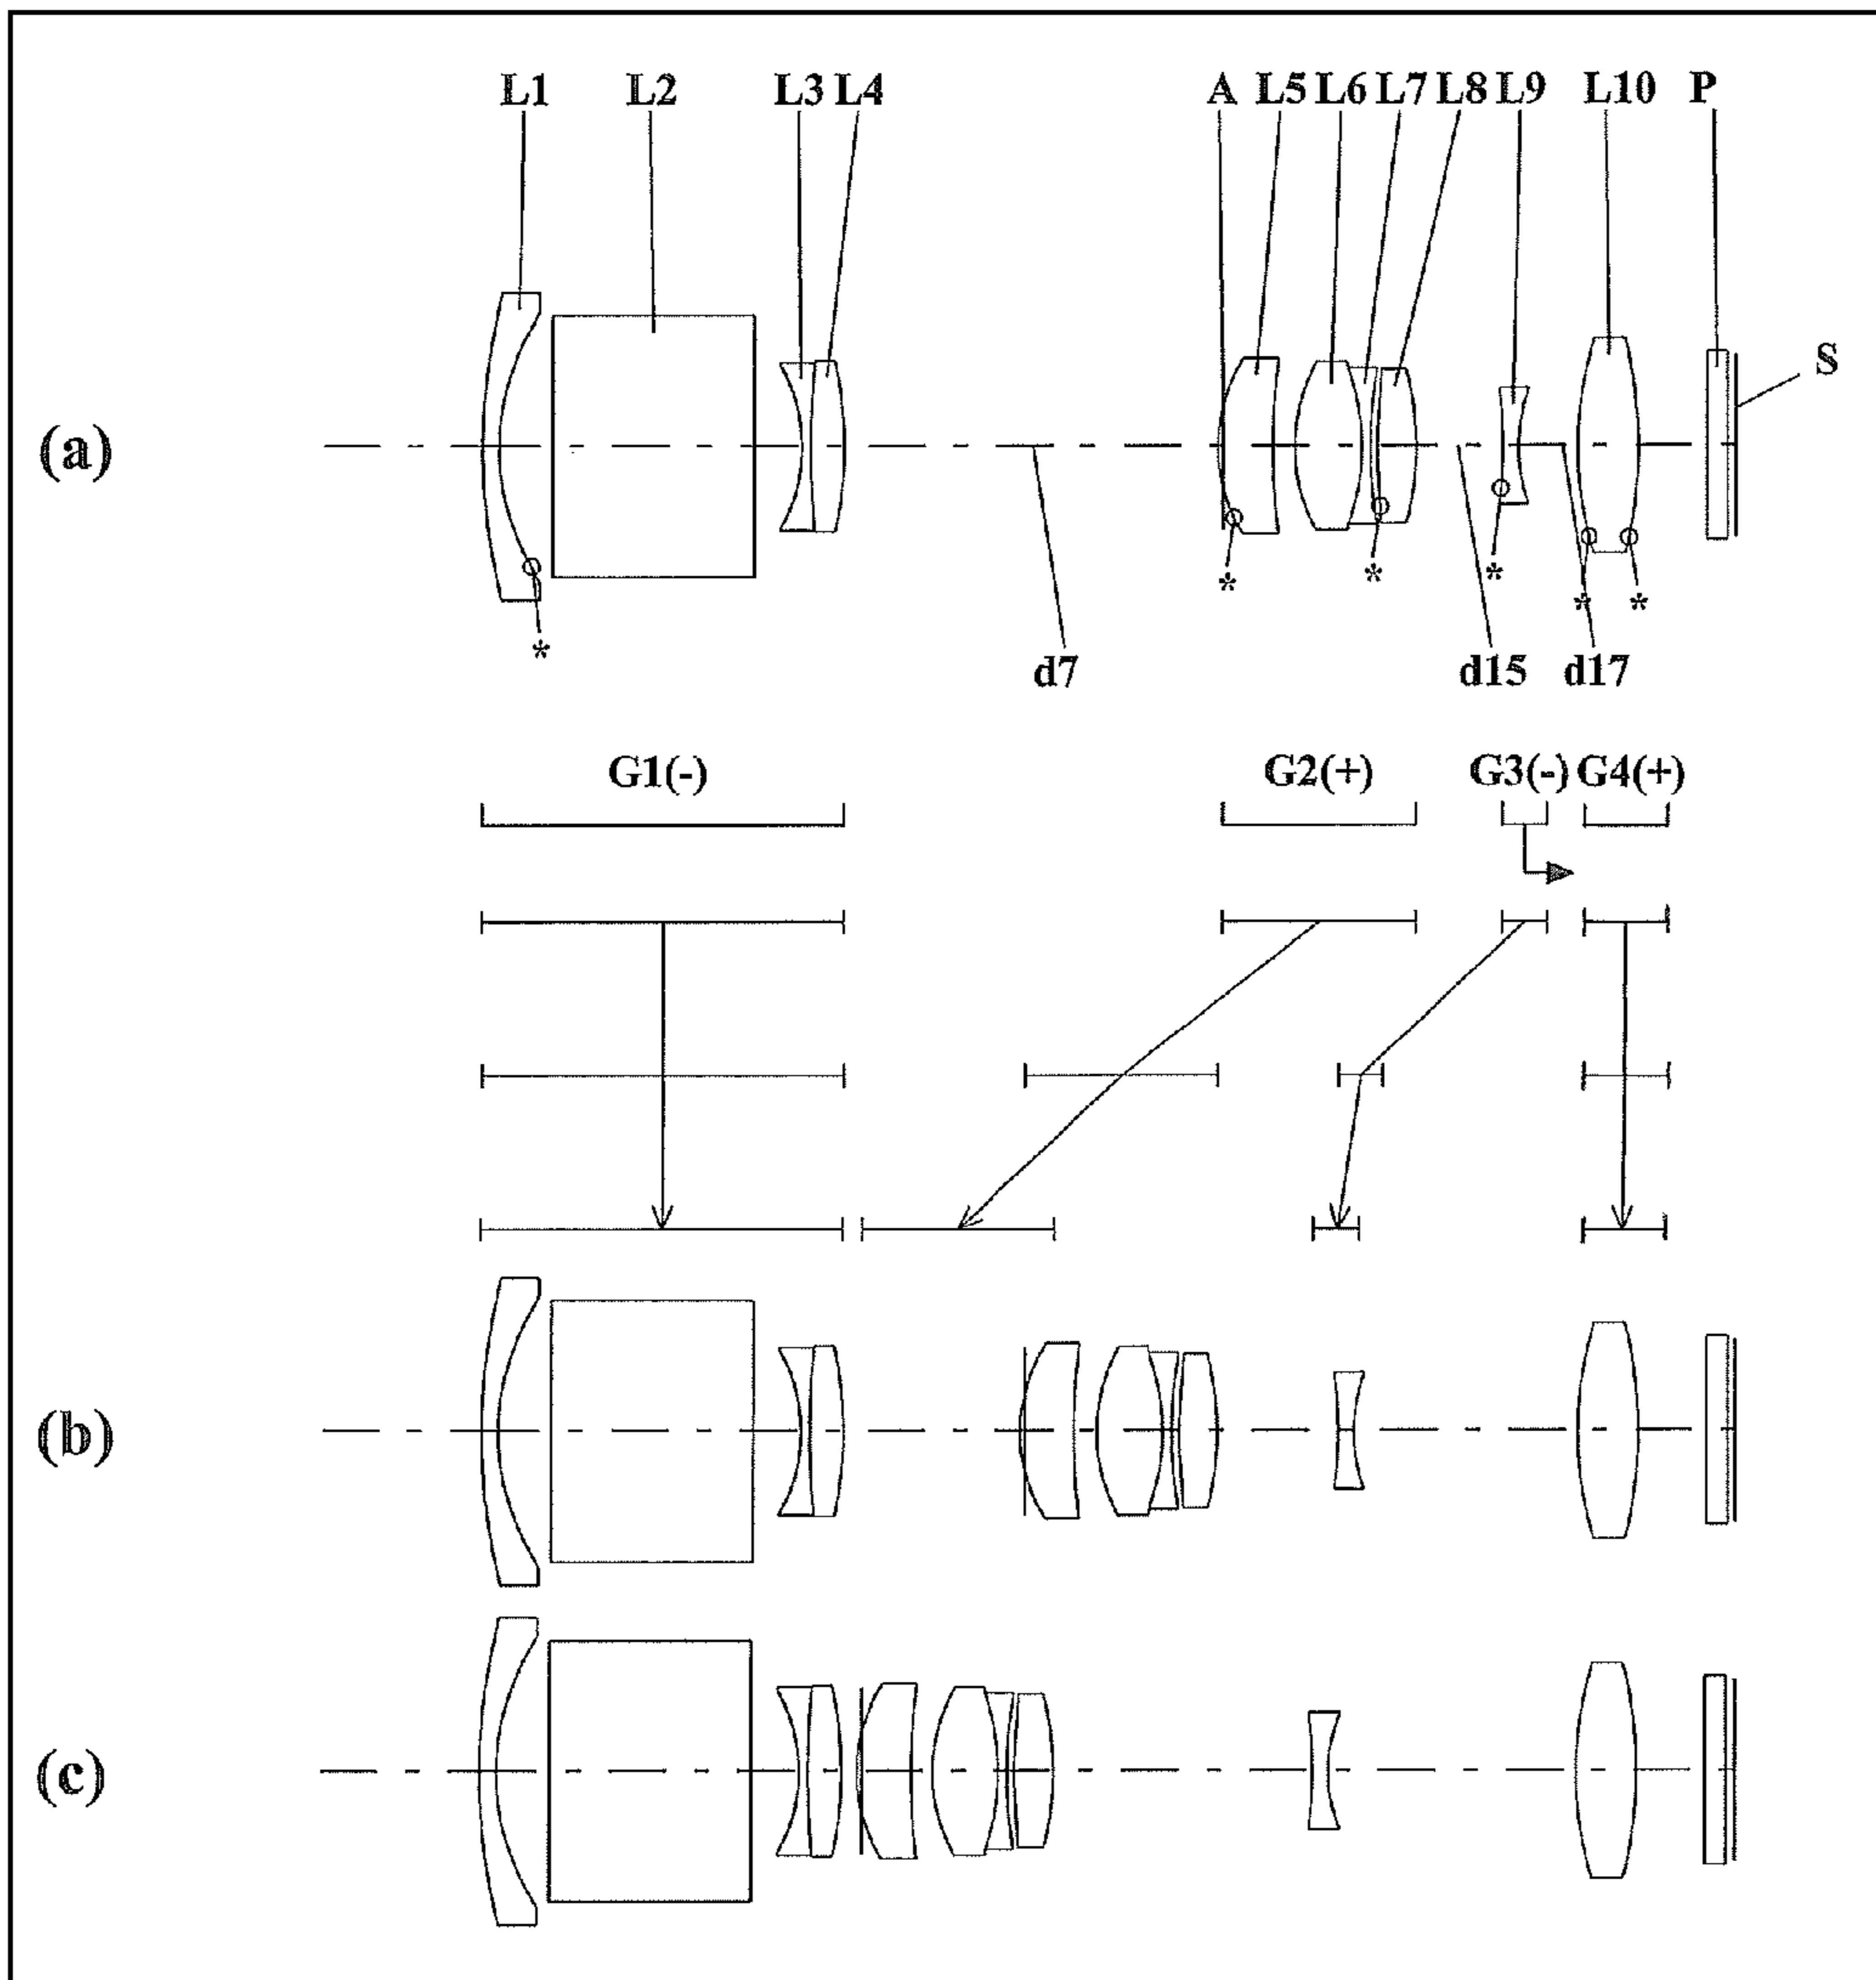 L1 L2 L3 L4 A L5 L6 L7 L8 L9 L10 P
S
(a)
* * * * *
*
d7 d15 d17
G1(-) G2(+) G3(-) G4(+)
(b)
(c)